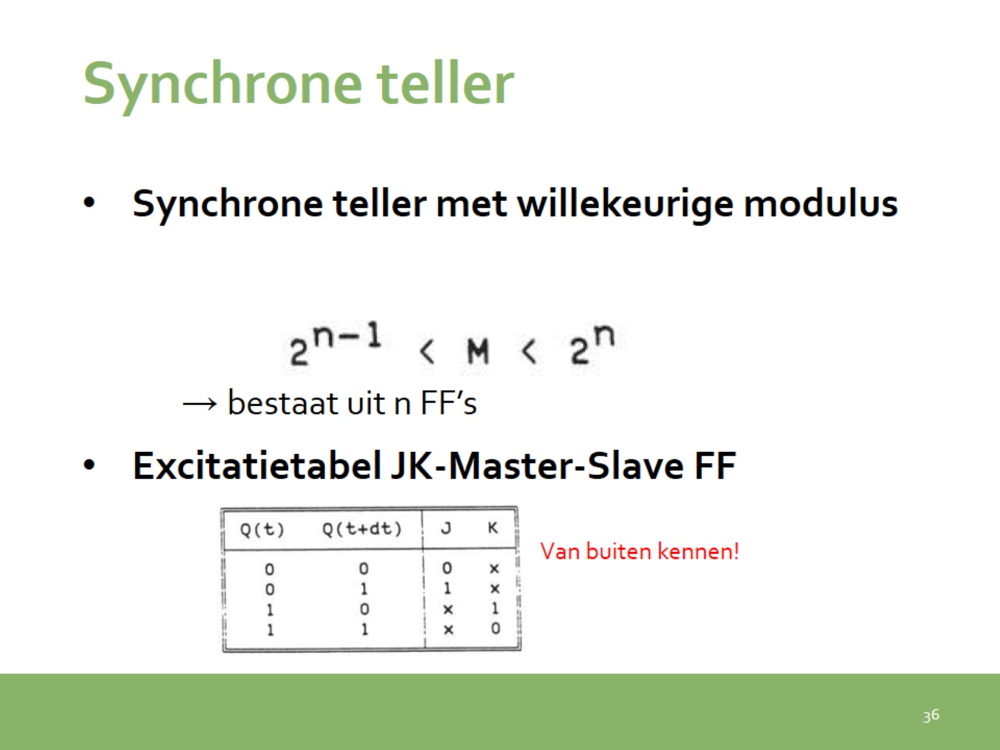 Synchrone teller
• Synchrone teller met willekeurige modulus
2^{n-1} < M < 2^n
→ bestaat uit n FF’s
• Excitatietabel JK-Master-Slave FF
Q(t) Q(t+dt) J K
Van buiten kennen!
0 0 0 x
0 1 1 x
1 0 x 1
1 1 x 0
36